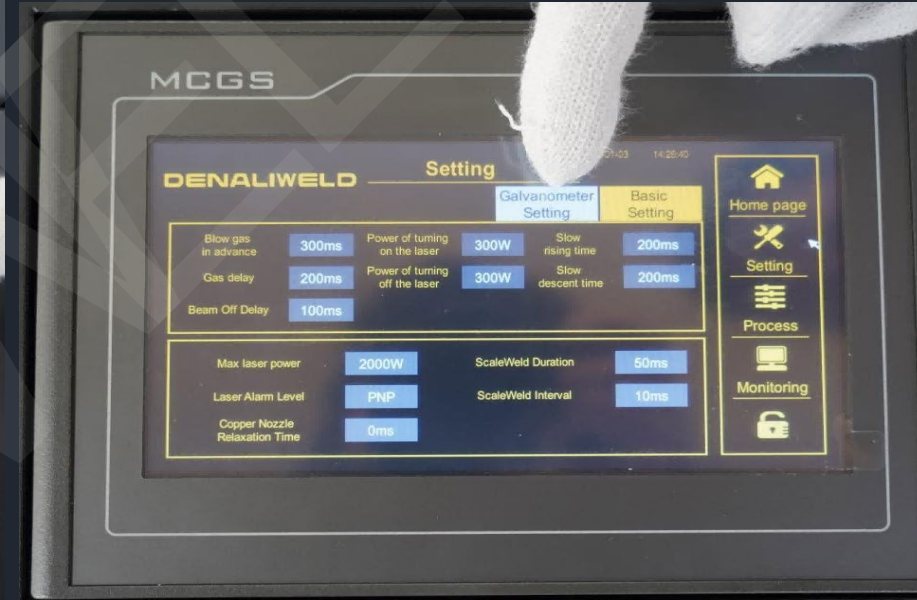 MCGS
01-03 14:26:40
DENALIWELD
Setting
Galvanometer
Setting
Basic
Setting
Blow gas
in advance
300ms
Power of turning
on the laser
300W
Slow
rising time
200ms
Gas delay
200ms
Power of turning
off the laser
300W
Slow
descent time
200ms
Beam Off Delay
100ms
Max laser power
2000W
ScaleWeld Duration
50ms
Laser Alarm Level
PNP
ScaleWeld Interval
10ms
Copper Nozzle
Relaxation Time
0ms
Home page
Setting
Process
Monitoring